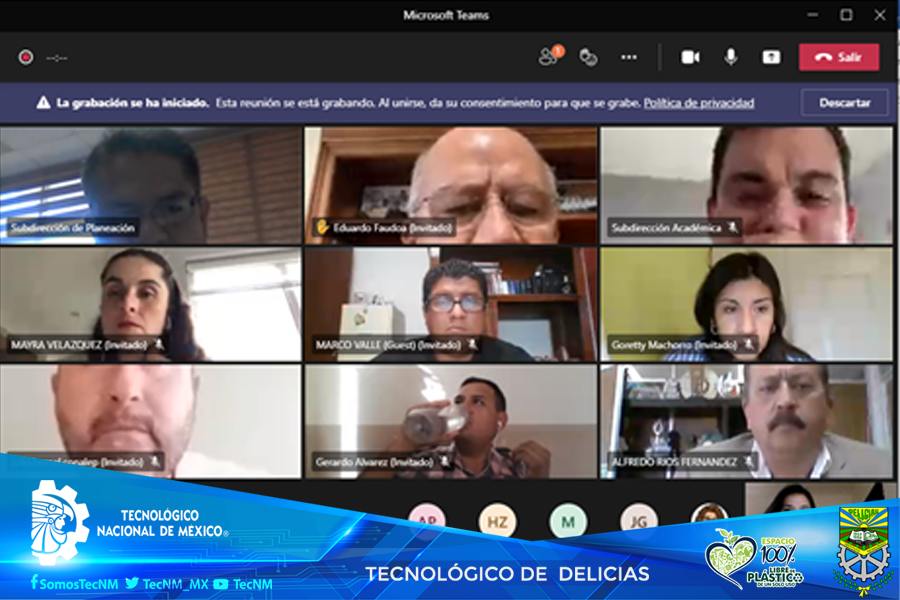 Microsoft Teams
--:--
1
Salir
La grabación se ha iniciado. Esta reunión se está grabando. Al unirse, da su consentimiento para que se grabe. Política de privacidad
Descartar
Subdirección de Planeación
Eduardo Faudoa (Invitado)
Subdirección Académica
MAYRA VELAZQUEZ (Invitado)
MARCO VALLE (Guest) (Invitado)
Goretty Machorro (Invitado)
(Invitado)
Gerardo Alvarez (Invitado)
ALFREDO RIOS FERNANDEZ
AP
HZ
M
JG
TECNOLÓGICO
NACIONAL DE MÉXICO®
SomosTecNM
TecNM_MX
TecNM
TECNOLÓGICO DE DELICIAS
ESPACIO
100%
LIBRE DE
PLÁSTICO
DE UN SOLO USO
DELICIAS